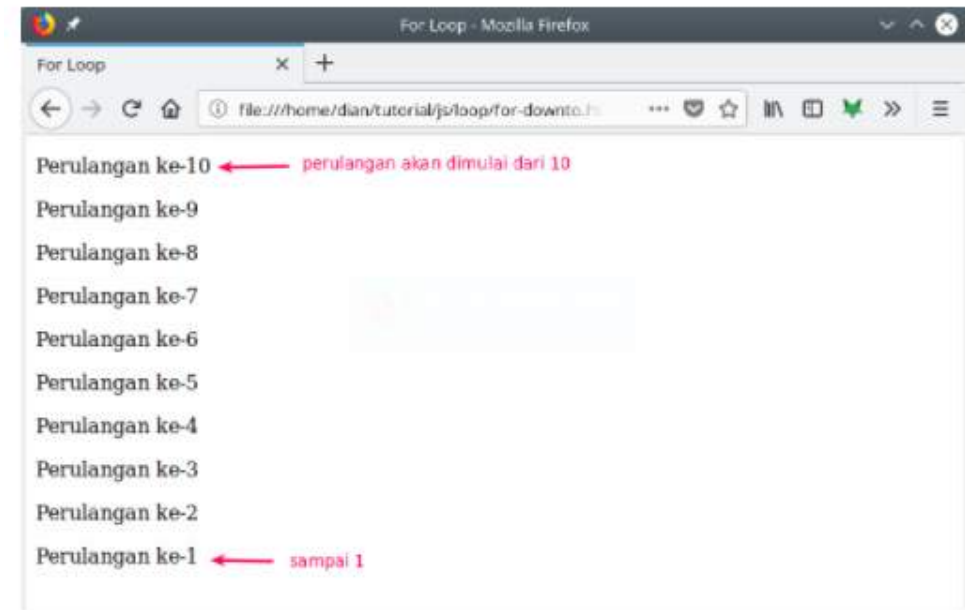 For Loop - Mozilla Firefox
For Loop
file:///home/dian/tutorial/js/loop/for-downto.h
Perulangan ke-10 perulangan akan dimulai dari 10
Perulangan ke-9
Perulangan ke-8
Perulangan ke-7
Perulangan ke-6
Perulangan ke-5
Perulangan ke-4
Perulangan ke-3
Perulangan ke-2
Perulangan ke-1 sampai 1